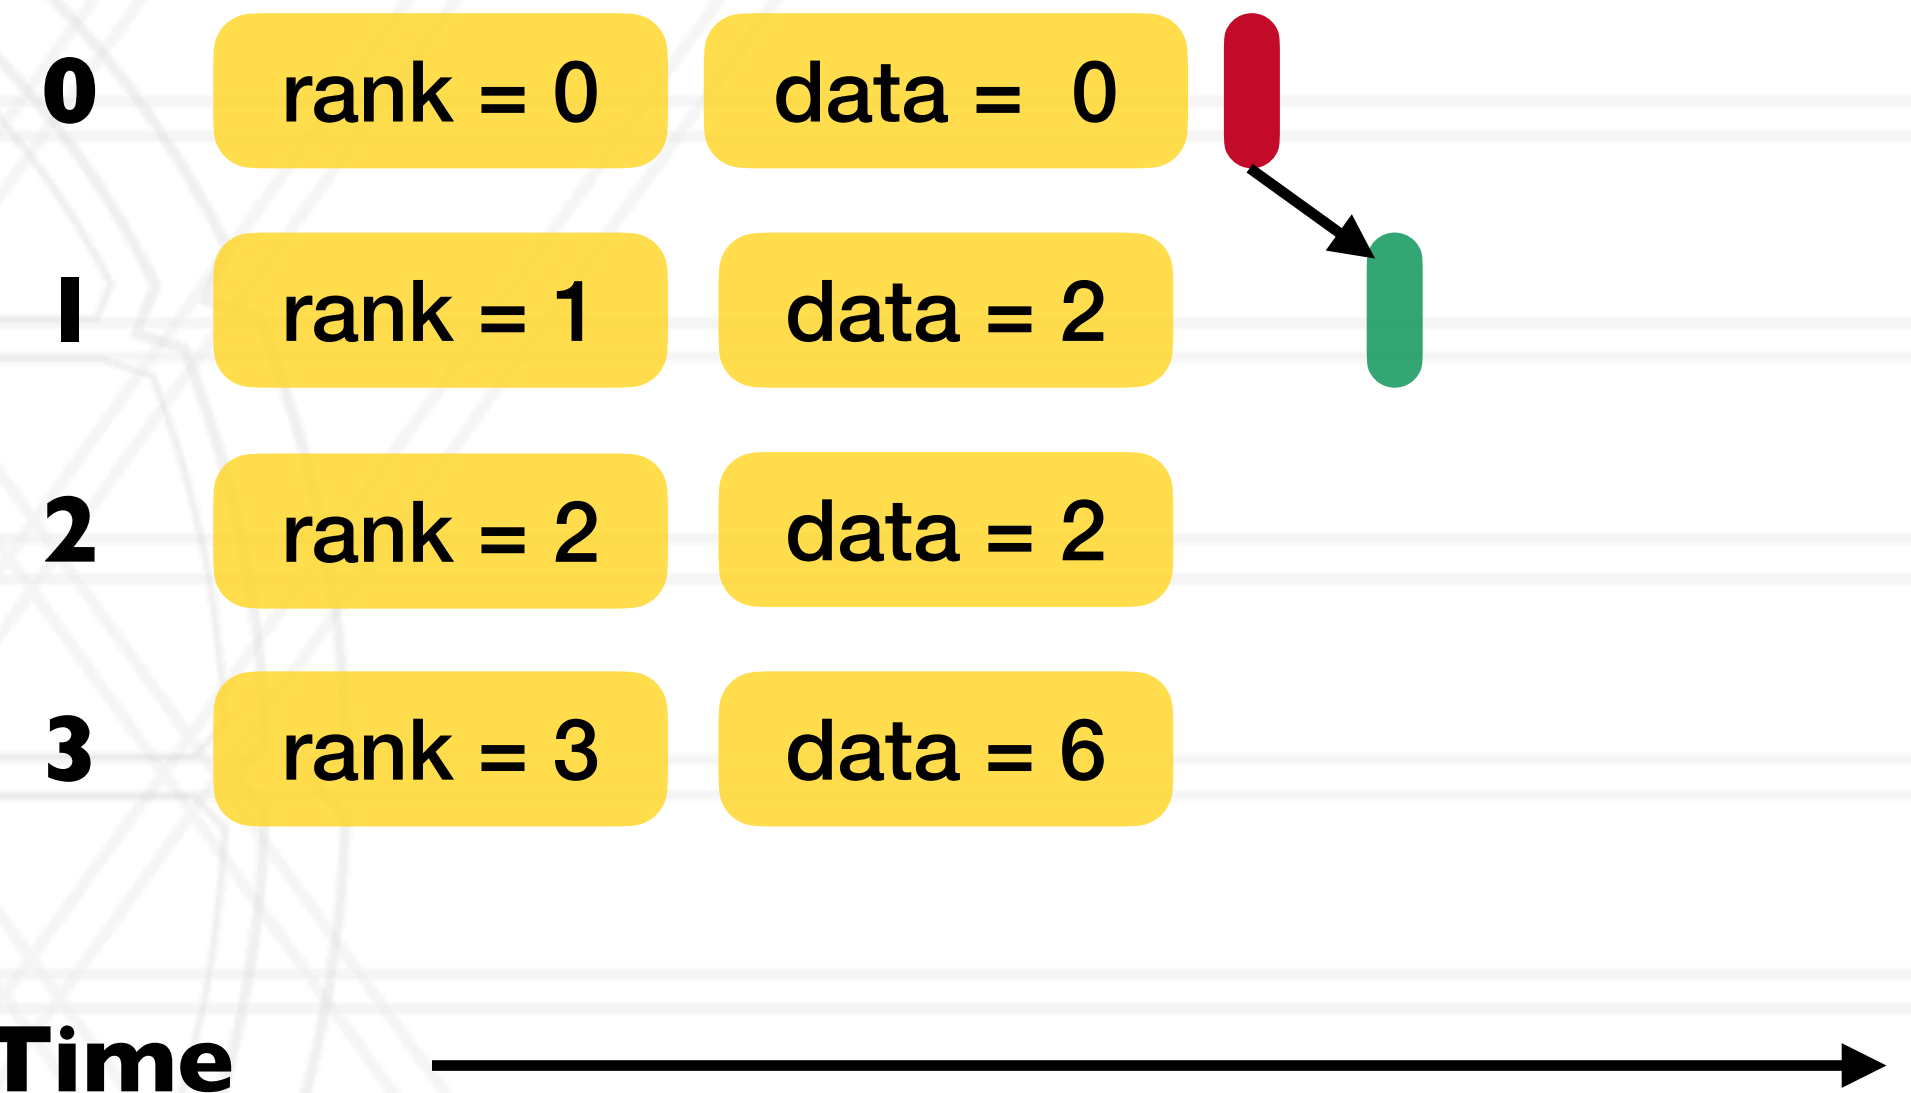 0 rank = 0 data = 0
1 rank = 1 data = 2
2 rank = 2 data = 2
3 rank = 3 data = 6
Time